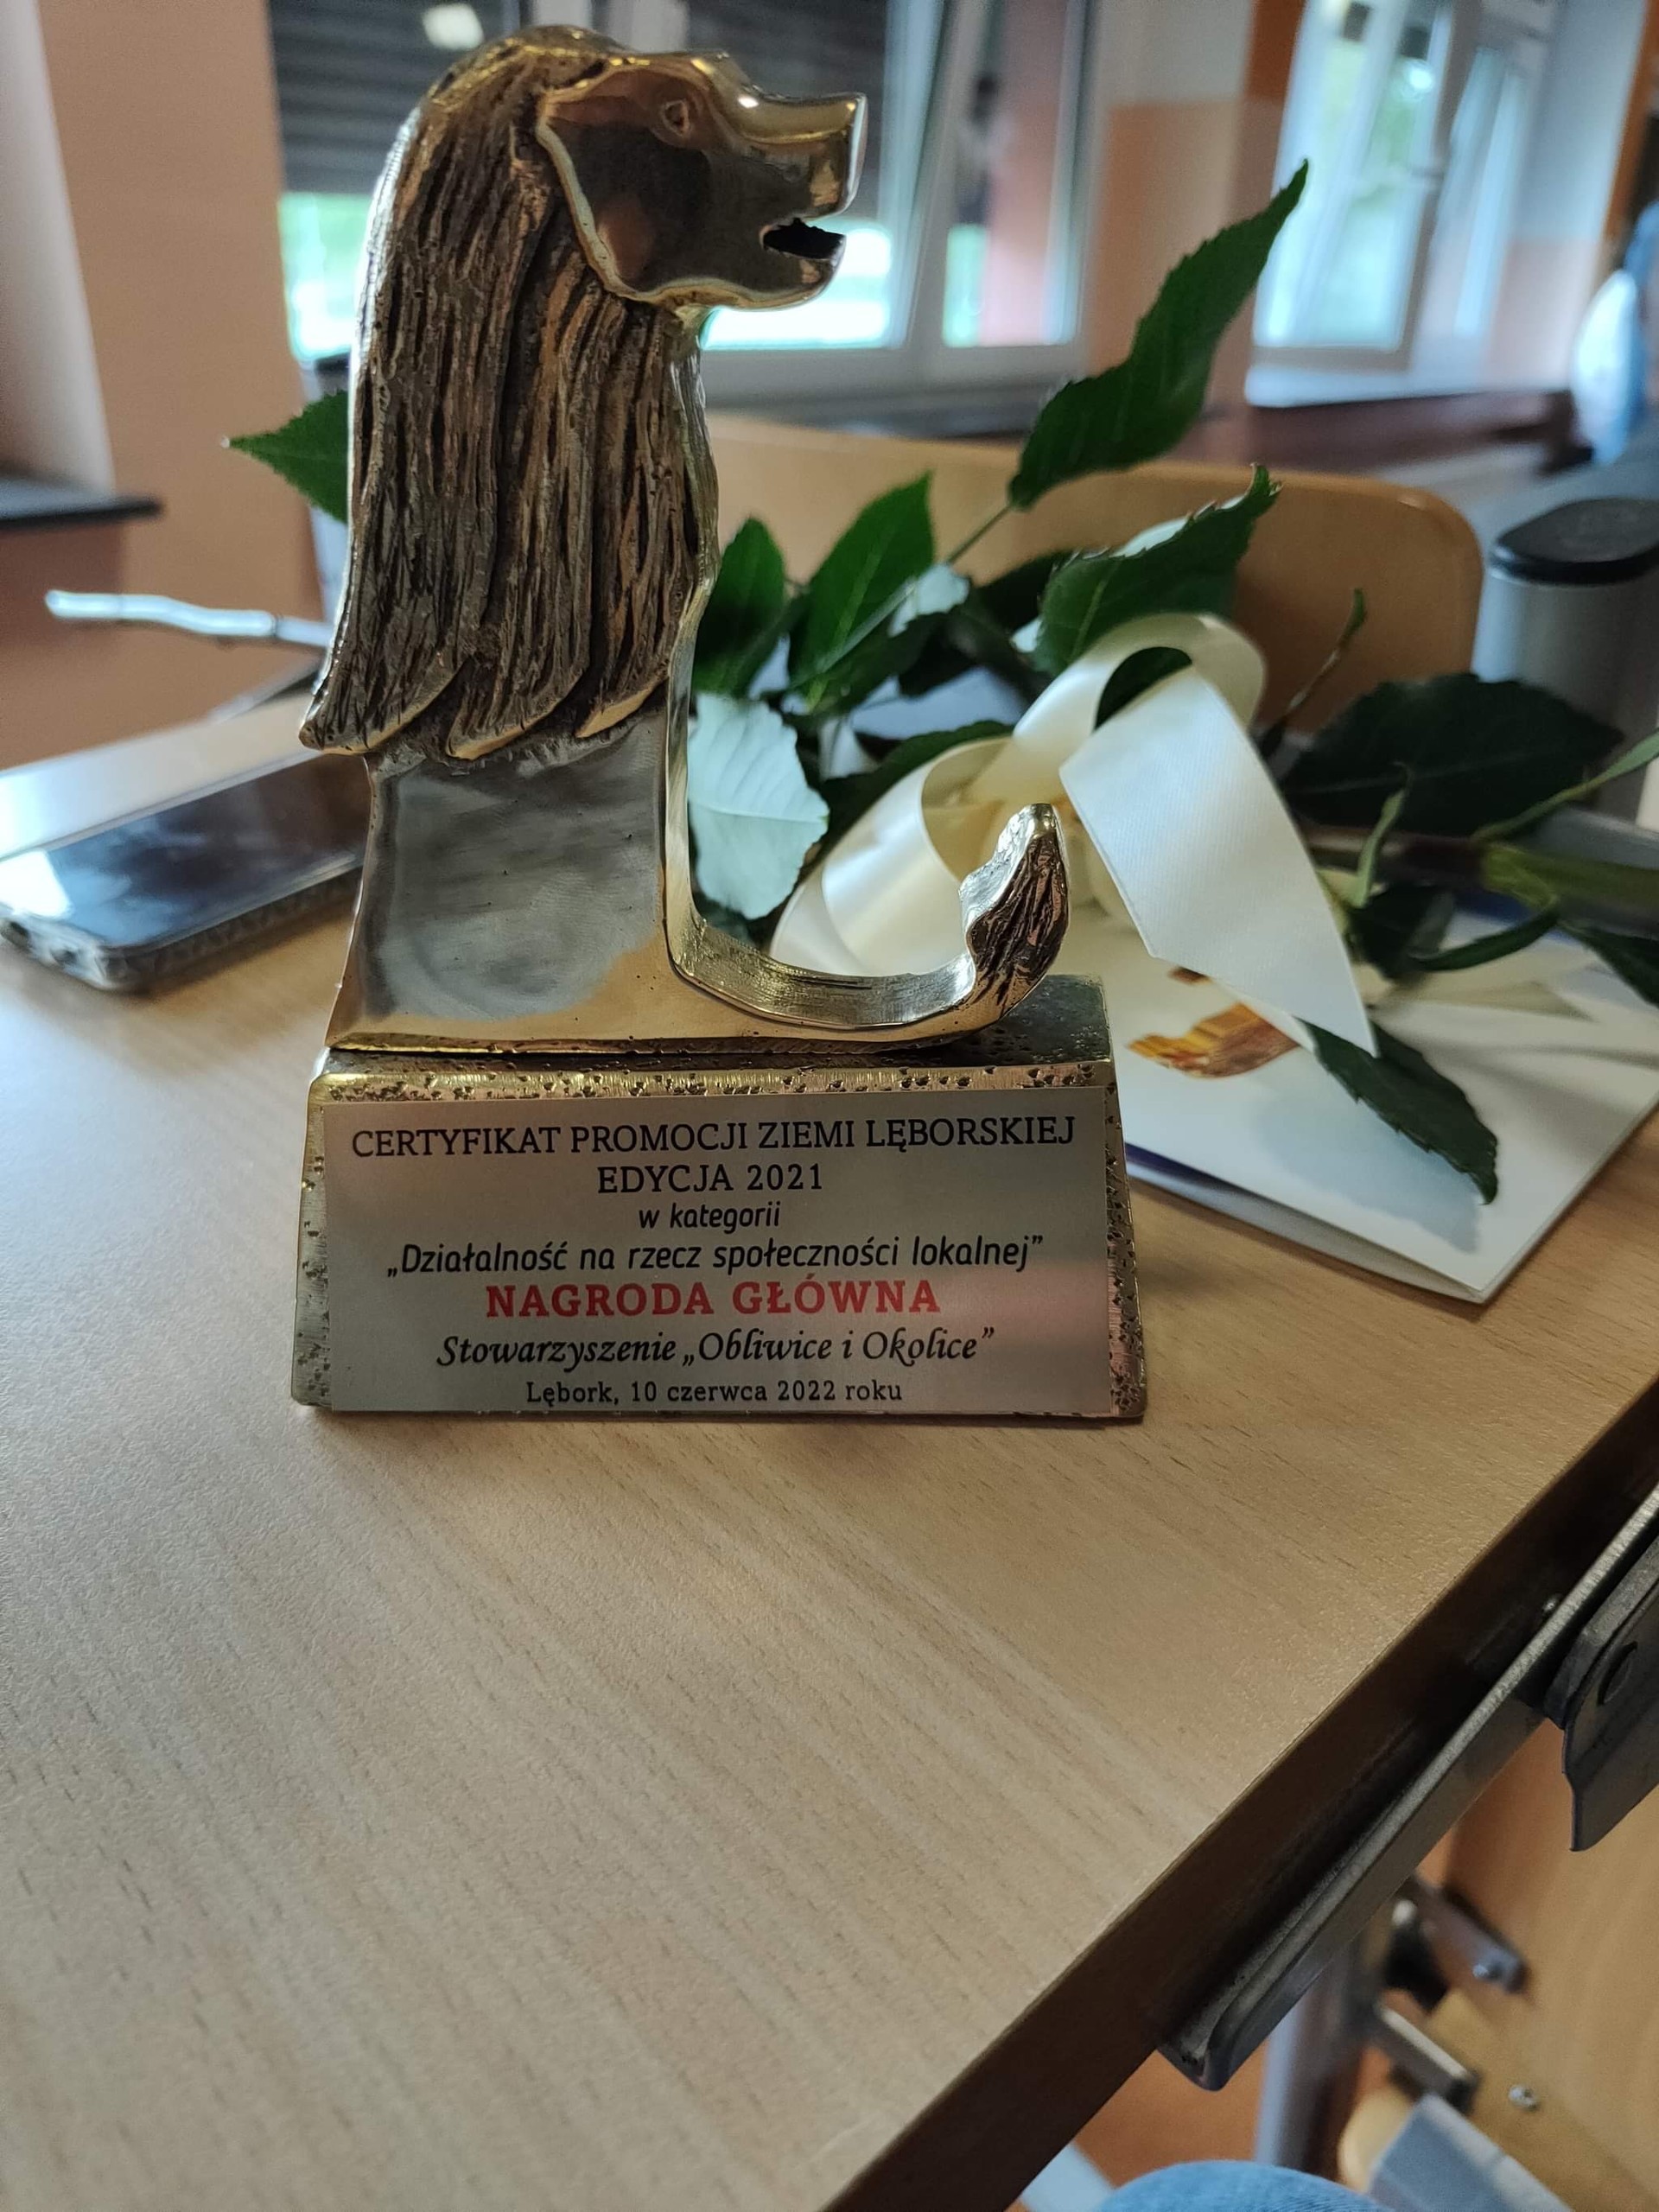 CERTYFIKAT PROMOCJI ZIEMI LĘBORSKIEJ
EDYCJA 2021
w kategorii
„Działalność na rzecz społeczności lokalnej”
NAGRODA GŁÓWNA
Stowarzyszenie „Obliwice i Okolice”
Lębork, 10 czerwca 2022 roku